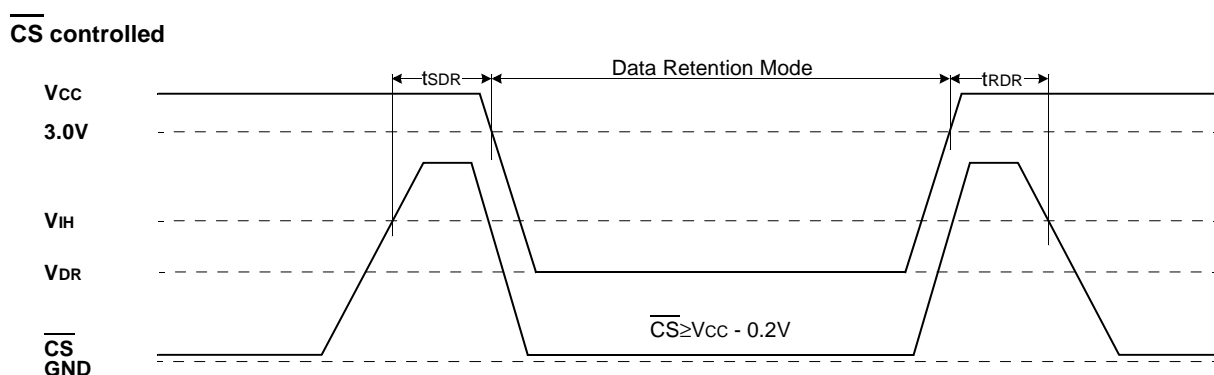 CS controlled
tSDR Data Retention Mode tRDR
VCC
3.0V
VIH
VDR
CS≥VCC - 0.2V
CS
GND